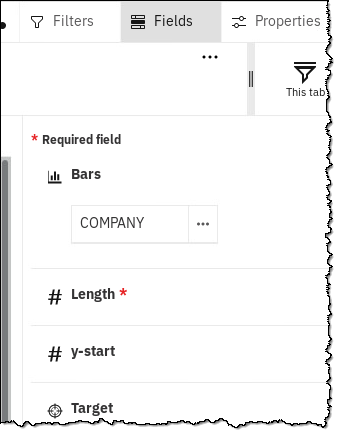 Filters Fields Properties
This tab
* Required field
Bars
COMPANY
Length *
y-start
Target